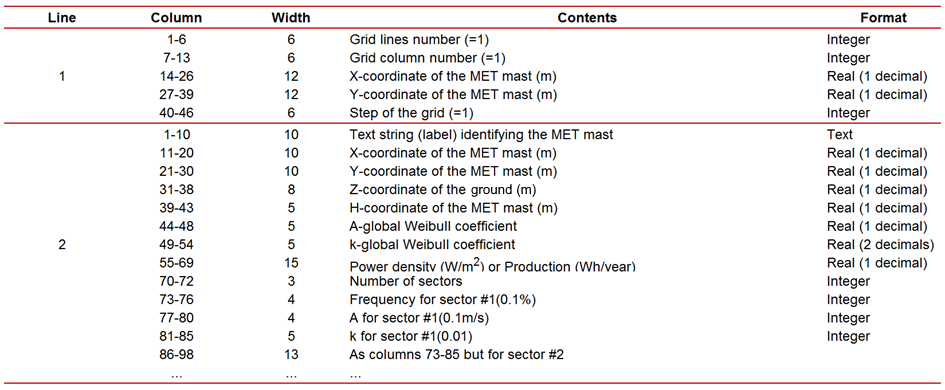 Line Column Width Contents Format
1-6 6 Grid lines number (=1) Integer
7-13 6 Grid column number (=1) Integer
1 14-26 12 X-coordinate of the MET mast (m) Real (1 decimal)
27-39 12 Y-coordinate of the MET mast (m) Real (1 decimal)
40-46 6 Step of the grid (=1) Integer
1-10 10 Text string (label) identifying the MET mast Text
11-20 10 X-coordinate of the MET mast (m) Real (1 decimal)
21-30 10 Y-coordinate of the MET mast (m) Real (1 decimal)
31-38 8 Z-coordinate of the ground (m) Real (1 decimal)
39-43 5 H-coordinate of the MET mast (m) Real (1 decimal)
44-48 5 A-global Weibull coefficient Real (1 decimal)
2 49-54 5 k-global Weibull coefficient Real (2 decimals)
55-69 15 Power density (W/m²) or Production (Wh/year) Real (1 decimal)
70-72 3 Number of sectors Integer
73-76 4 Frequency for sector #1(0.1%) Integer
77-80 4 A for sector #1(0.1m/s) Integer
81-85 5 k for sector #1(0.01) Integer
86-98 13 As columns 73-85 but for sector #2
... ... ...